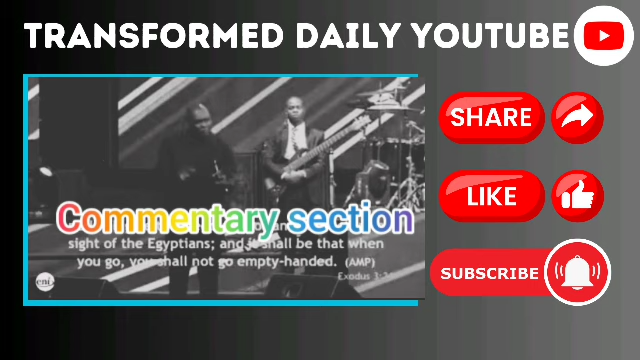 TRANSFORMED DAILY YOUTUBE
SHARE
LIKE
SUBSCRIBE
Commentary section
sight of the Egyptians; and it shall be that when
you go, you shall not go empty-handed. (AMP)
Exodus 3: